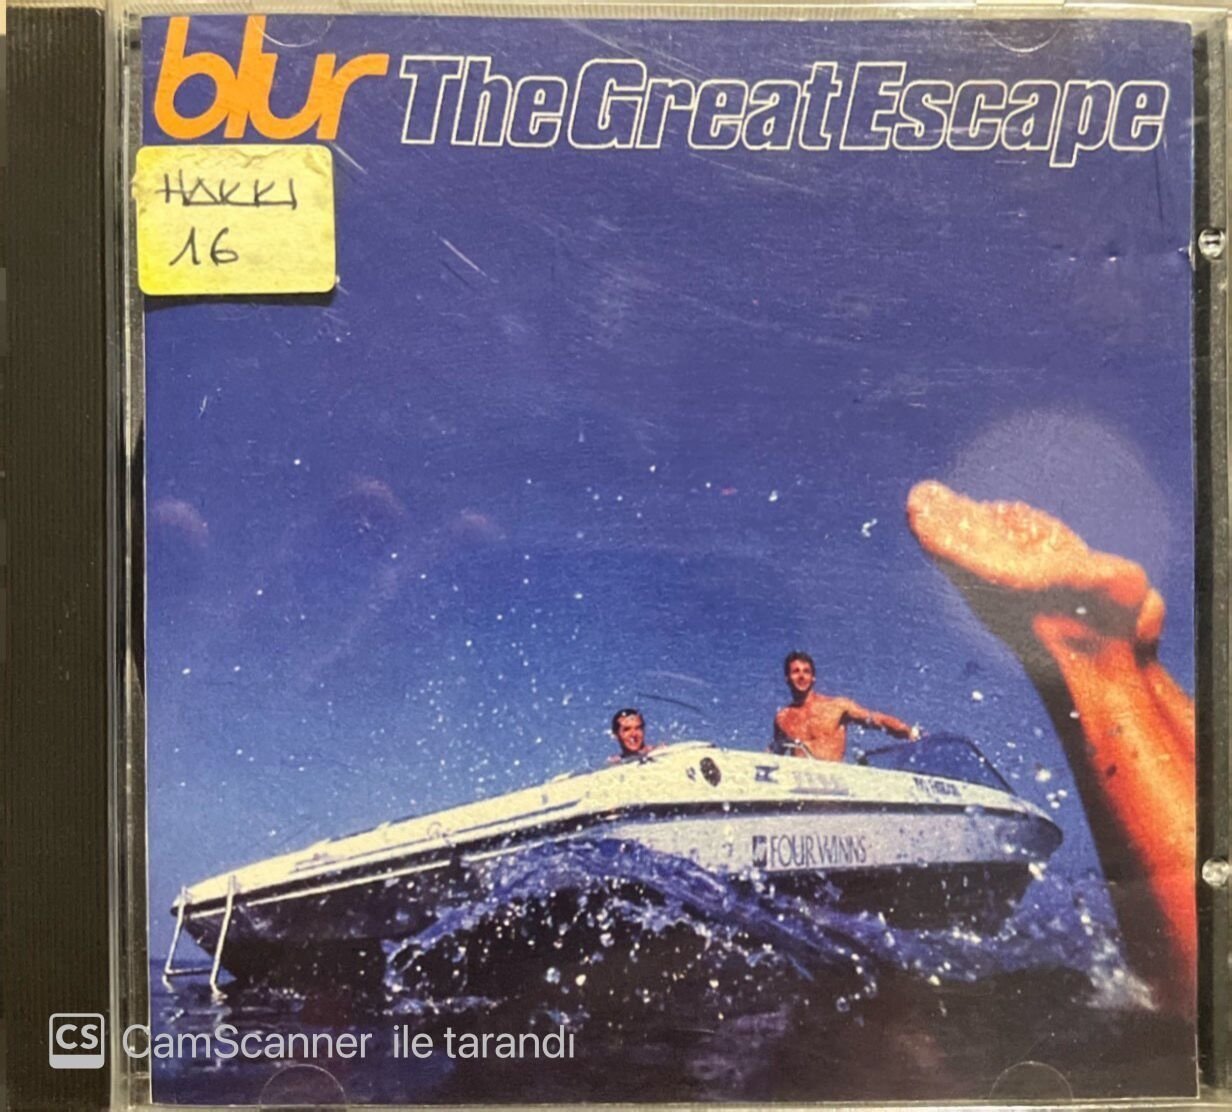 blur The Great Escape
HAKKI
16
FOUR WINNS
CS CamScanner ile tarandı